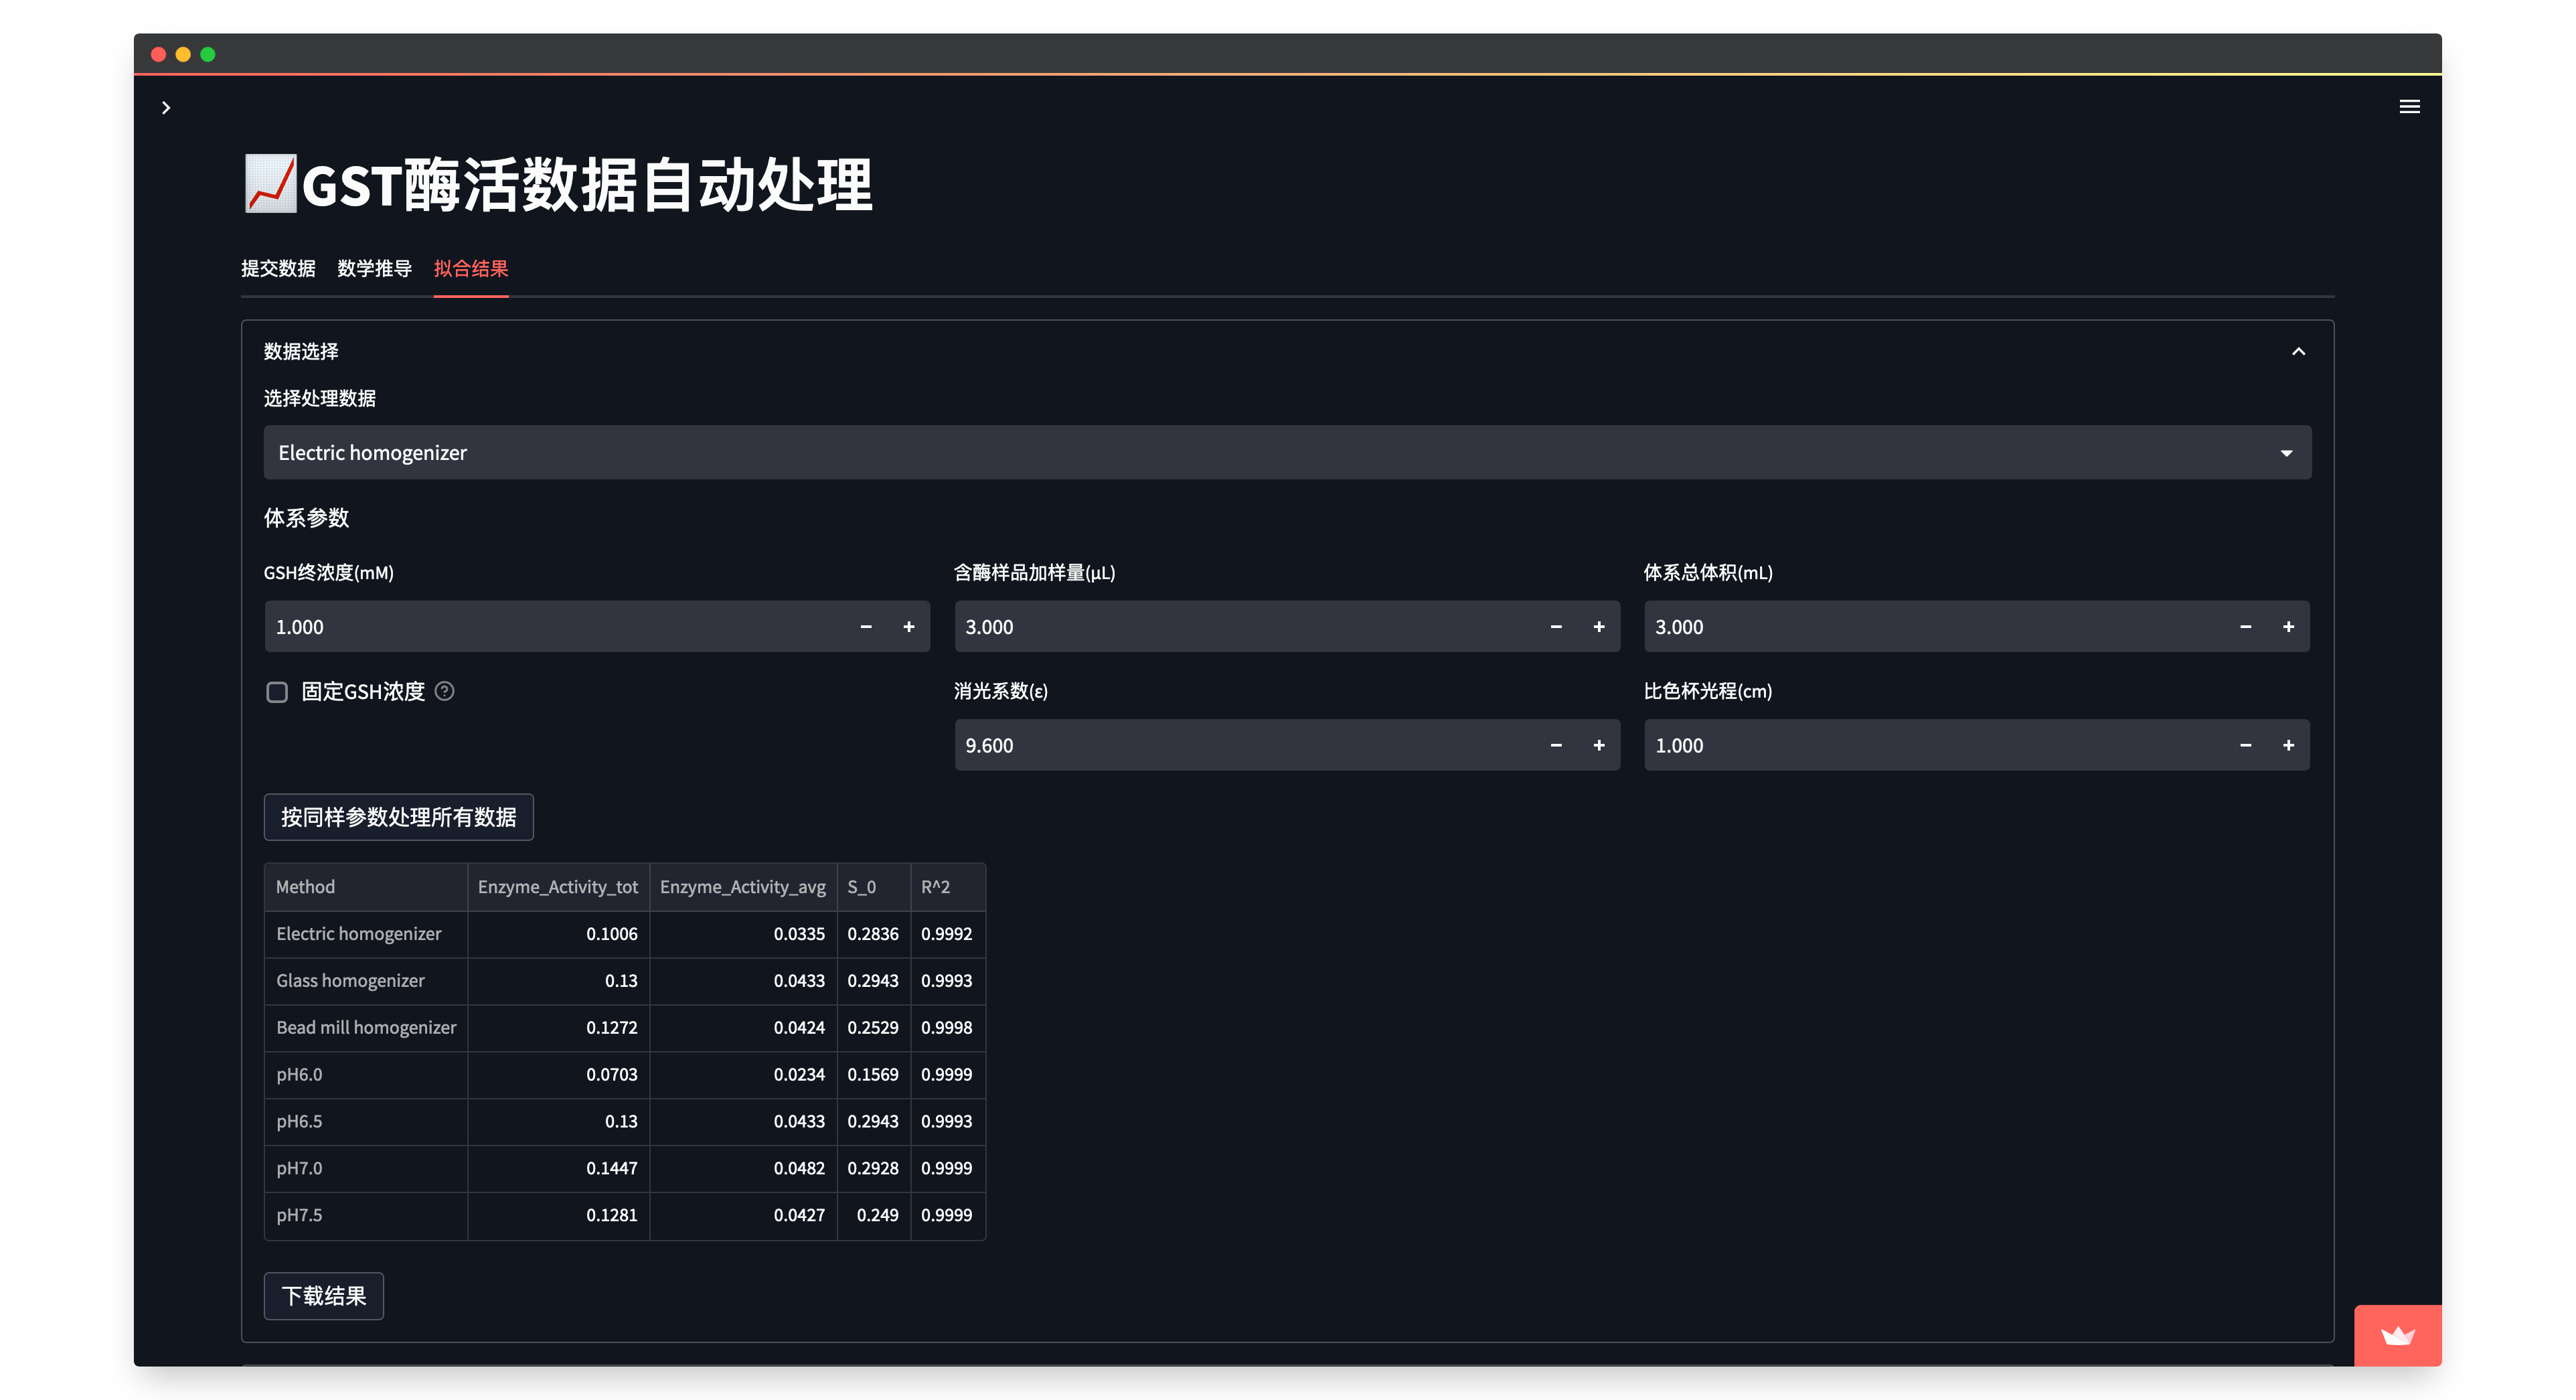 📈GST酶活数据自动处理
提交数据 数学推导 拟合结果
数据选择
选择处理数据
Electric homogenizer
体系参数
GSH终浓度(mM) 含酶样品加样量(μL) 体系总体积(mL)
1.000 − + 3.000 − + 3.000 − +
固定GSH浓度 ? 消光系数(ε) 比色杯光程(cm)
9.600 − + 1.000 − +
按同样参数处理所有数据
Method Enzyme_Activity_tot Enzyme_Activity_avg S_0 R^2
Electric homogenizer 0.1006 0.0335 0.2836 0.9992
Glass homogenizer 0.13 0.0433 0.2943 0.9993
Bead mill homogenizer 0.1272 0.0424 0.2529 0.9998
pH6.0 0.0703 0.0234 0.1569 0.9999
pH6.5 0.13 0.0433 0.2943 0.9993
pH7.0 0.1447 0.0482 0.2928 0.9999
pH7.5 0.1281 0.0427 0.249 0.9999
下载结果